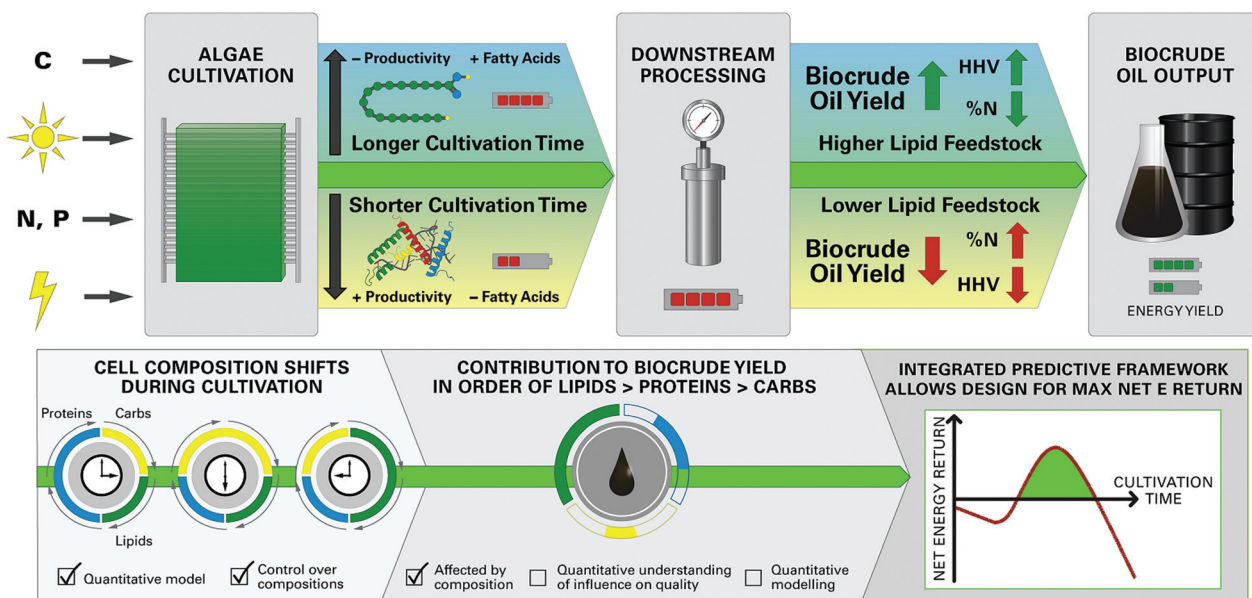 C
N, P
ALGAE
CULTIVATION
– Productivity + Fatty Acids
Longer Cultivation Time
Shorter Cultivation Time
+ Productivity – Fatty Acids
DOWNSTREAM
PROCESSING
Biocrude
Oil Yield
HHV
%N
Higher Lipid Feedstock
Lower Lipid Feedstock
Biocrude
Oil Yield
%N
HHV
BIOCRUDE
OIL OUTPUT
ENERGY YIELD
CELL COMPOSITION SHIFTS
DURING CULTIVATION
Proteins Carbs
Lipids
Quantitative model
Control over
compositions
CONTRIBUTION TO BIOCRUDE YIELD
IN ORDER OF LIPIDS > PROTEINS > CARBS
Affected by
composition
Quantitative understanding
of influence on quality
Quantitative
modelling
INTEGRATED PREDICTIVE FRAMEWORK
ALLOWS DESIGN FOR MAX NET E RETURN
NET ENERGY RETURN
CULTIVATION
TIME